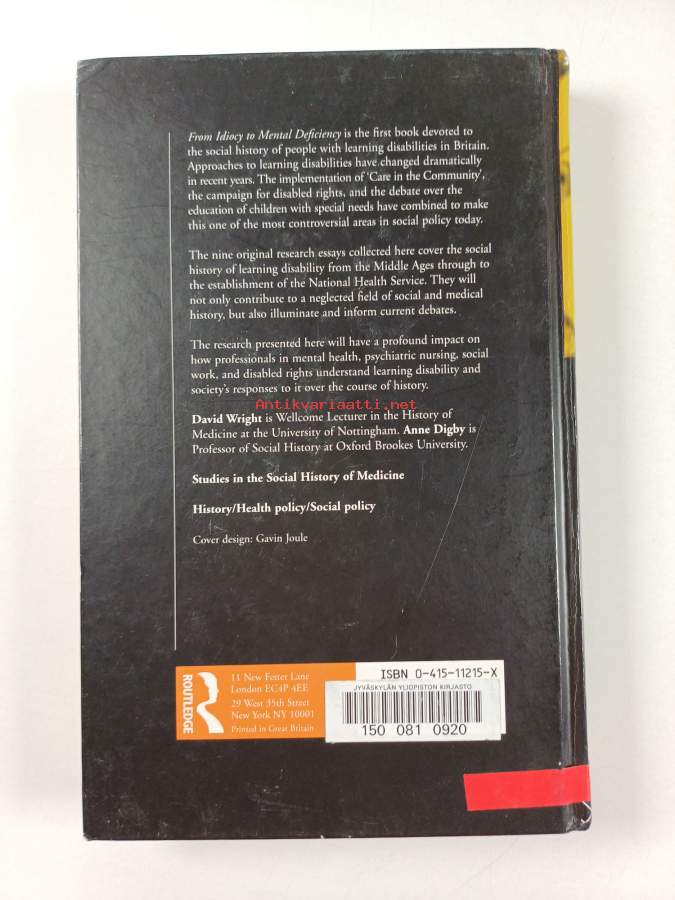 From Idiocy to Mental Deficiency is the first book devoted to
the social history of people with learning disabilities in Britain.
Approaches to learning disabilities have changed dramatically
in recent years. The implementation of 'Care in the Community',
the campaign for disabled rights, and the debate over the
education of children with special needs have combined to make
this one of the most controversial areas in social policy today.
The nine original research essays collected here cover the social
history of learning disability from the Middle Ages through to
the establishment of the National Health Service. They will
not only contribute to a neglected field of social and medical
history, but also illuminate and inform current debates.
The research presented here will have a profound impact on
how professionals in mental health, psychiatric nursing, social
work, and disabled rights understand learning disability and
society's responses to it over the course of history.
Antikvariaatti.net
David Wright is Wellcome Lecturer in the History of
Medicine at the University of Nottingham. Anne Digby is
Professor of Social History at Oxford Brookes University.
Studies in the Social History of Medicine
History/Health policy/Social policy
Cover design: Gavin Joule
ROUTLEDGE
11 New Fetter Lane
London EC4P 4EE
29 West 35th Street
New York NY 10001
Printed in Great Britain
ISBN 0-415-11215-X
JYVÄSKYLÄN YLIOPISTON KIRJASTO
150 081 0920